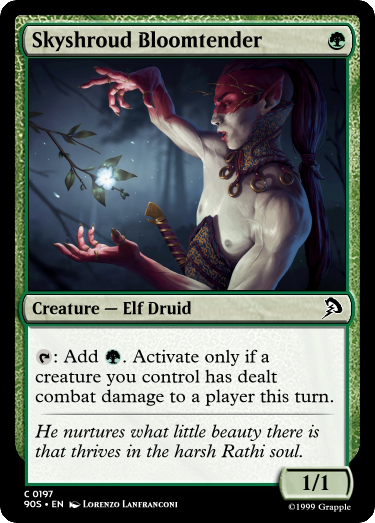 Skyshroud Bloomtender
Creature — Elf Druid
: Add . Activate only if a
creature you control has dealt
combat damage to a player this turn.
He nurtures what little beauty there is
that thrives in the harsh Rathi soul.
1/1
C 0197
90S • EN Lorenzo Lanfranconi
©1999 Grapple